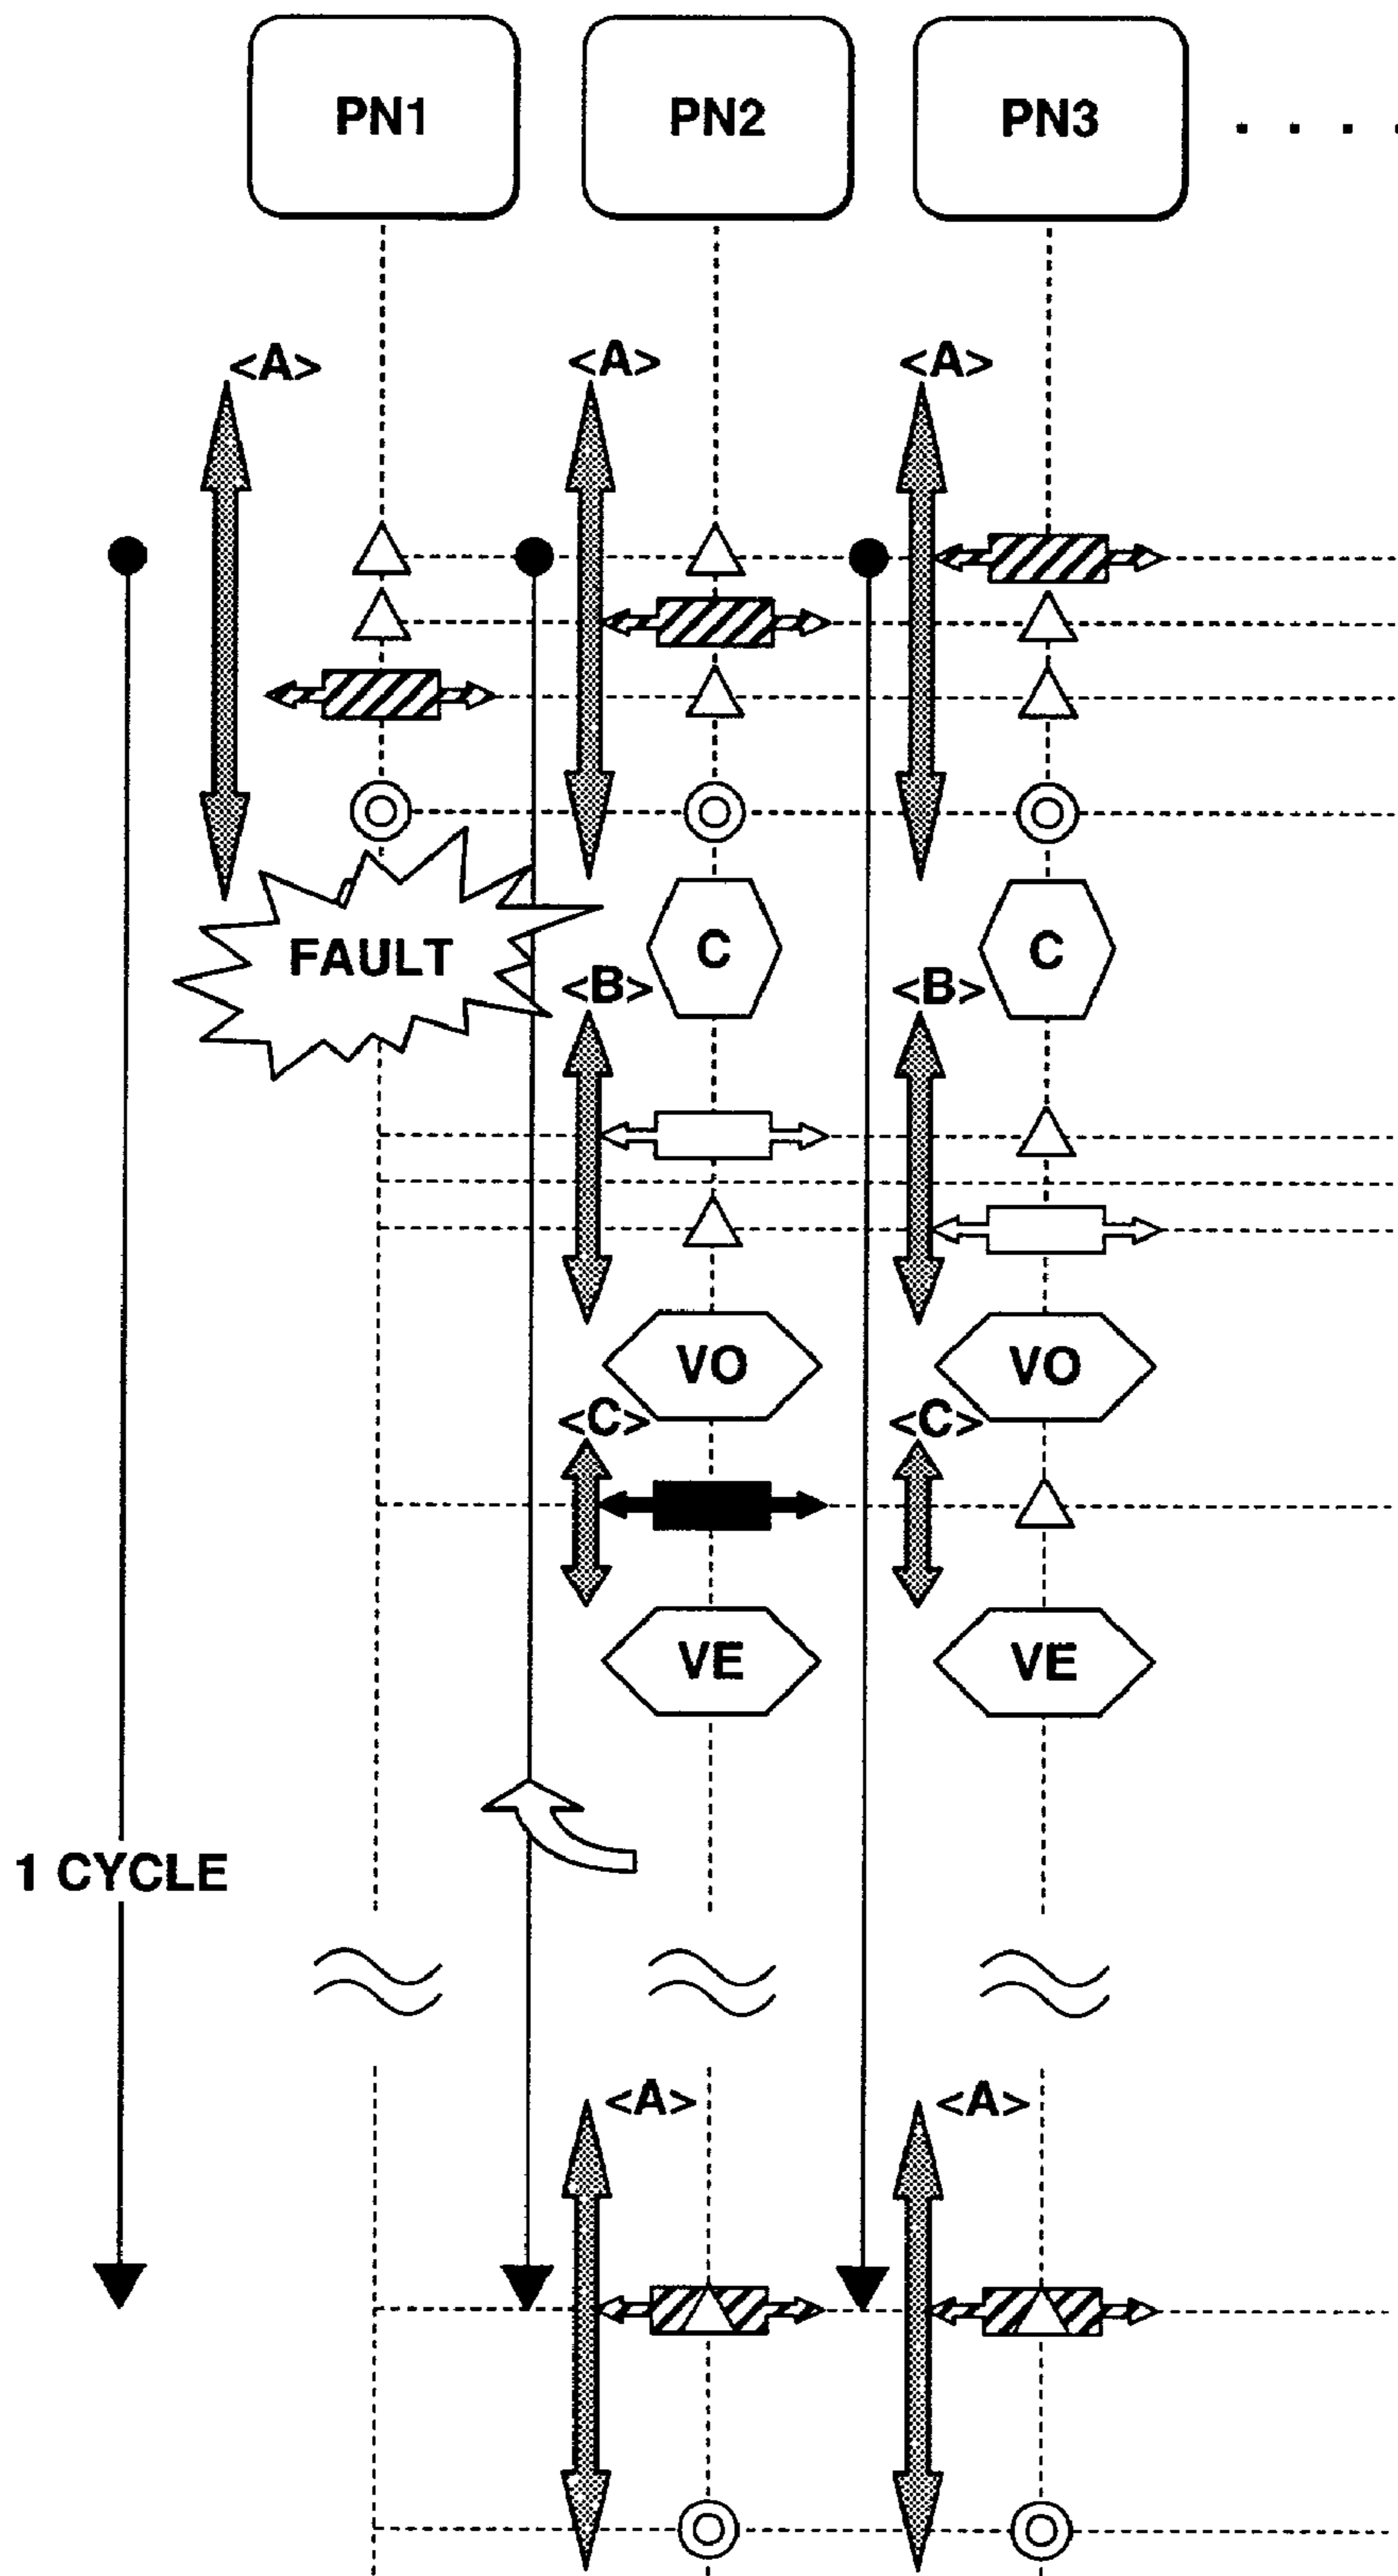 PN1 PN2 PN3 . . . .
<A> <A> <A>
FAULT C C
<B> <B>
VO VO
<C> <C>
VE VE
1 CYCLE
<A> <A>